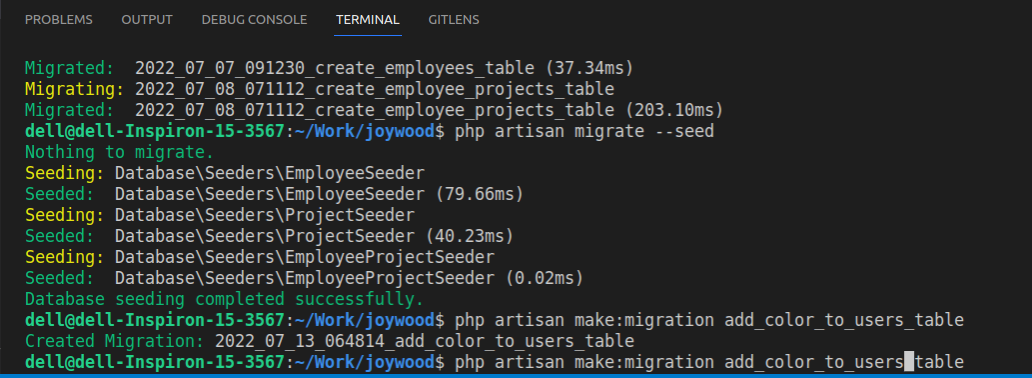 PROBLEMS OUTPUT DEBUG CONSOLE TERMINAL GITLENS
Migrated:  2022_07_07_091230_create_employees_table (37.34ms)
Migrating: 2022_07_08_071112_create_employee_projects_table
Migrated:  2022_07_08_071112_create_employee_projects_table (203.10ms)
dell@dell-Inspiron-15-3567:~/Work/joywood$ php artisan migrate --seed
Nothing to migrate.
Seeding: Database\Seeders\EmployeeSeeder
Seeded:  Database\Seeders\EmployeeSeeder (79.66ms)
Seeding: Database\Seeders\ProjectSeeder
Seeded:  Database\Seeders\ProjectSeeder (40.23ms)
Seeding: Database\Seeders\EmployeeProjectSeeder
Seeded:  Database\Seeders\EmployeeProjectSeeder (0.02ms)
Database seeding completed successfully.
dell@dell-Inspiron-15-3567:~/Work/joywood$ php artisan make:migration add_color_to_users_table
Created Migration: 2022_07_13_064814_add_color_to_users_table
dell@dell-Inspiron-15-3567:~/Work/joywood$ php artisan make:migration add_color_to_users table